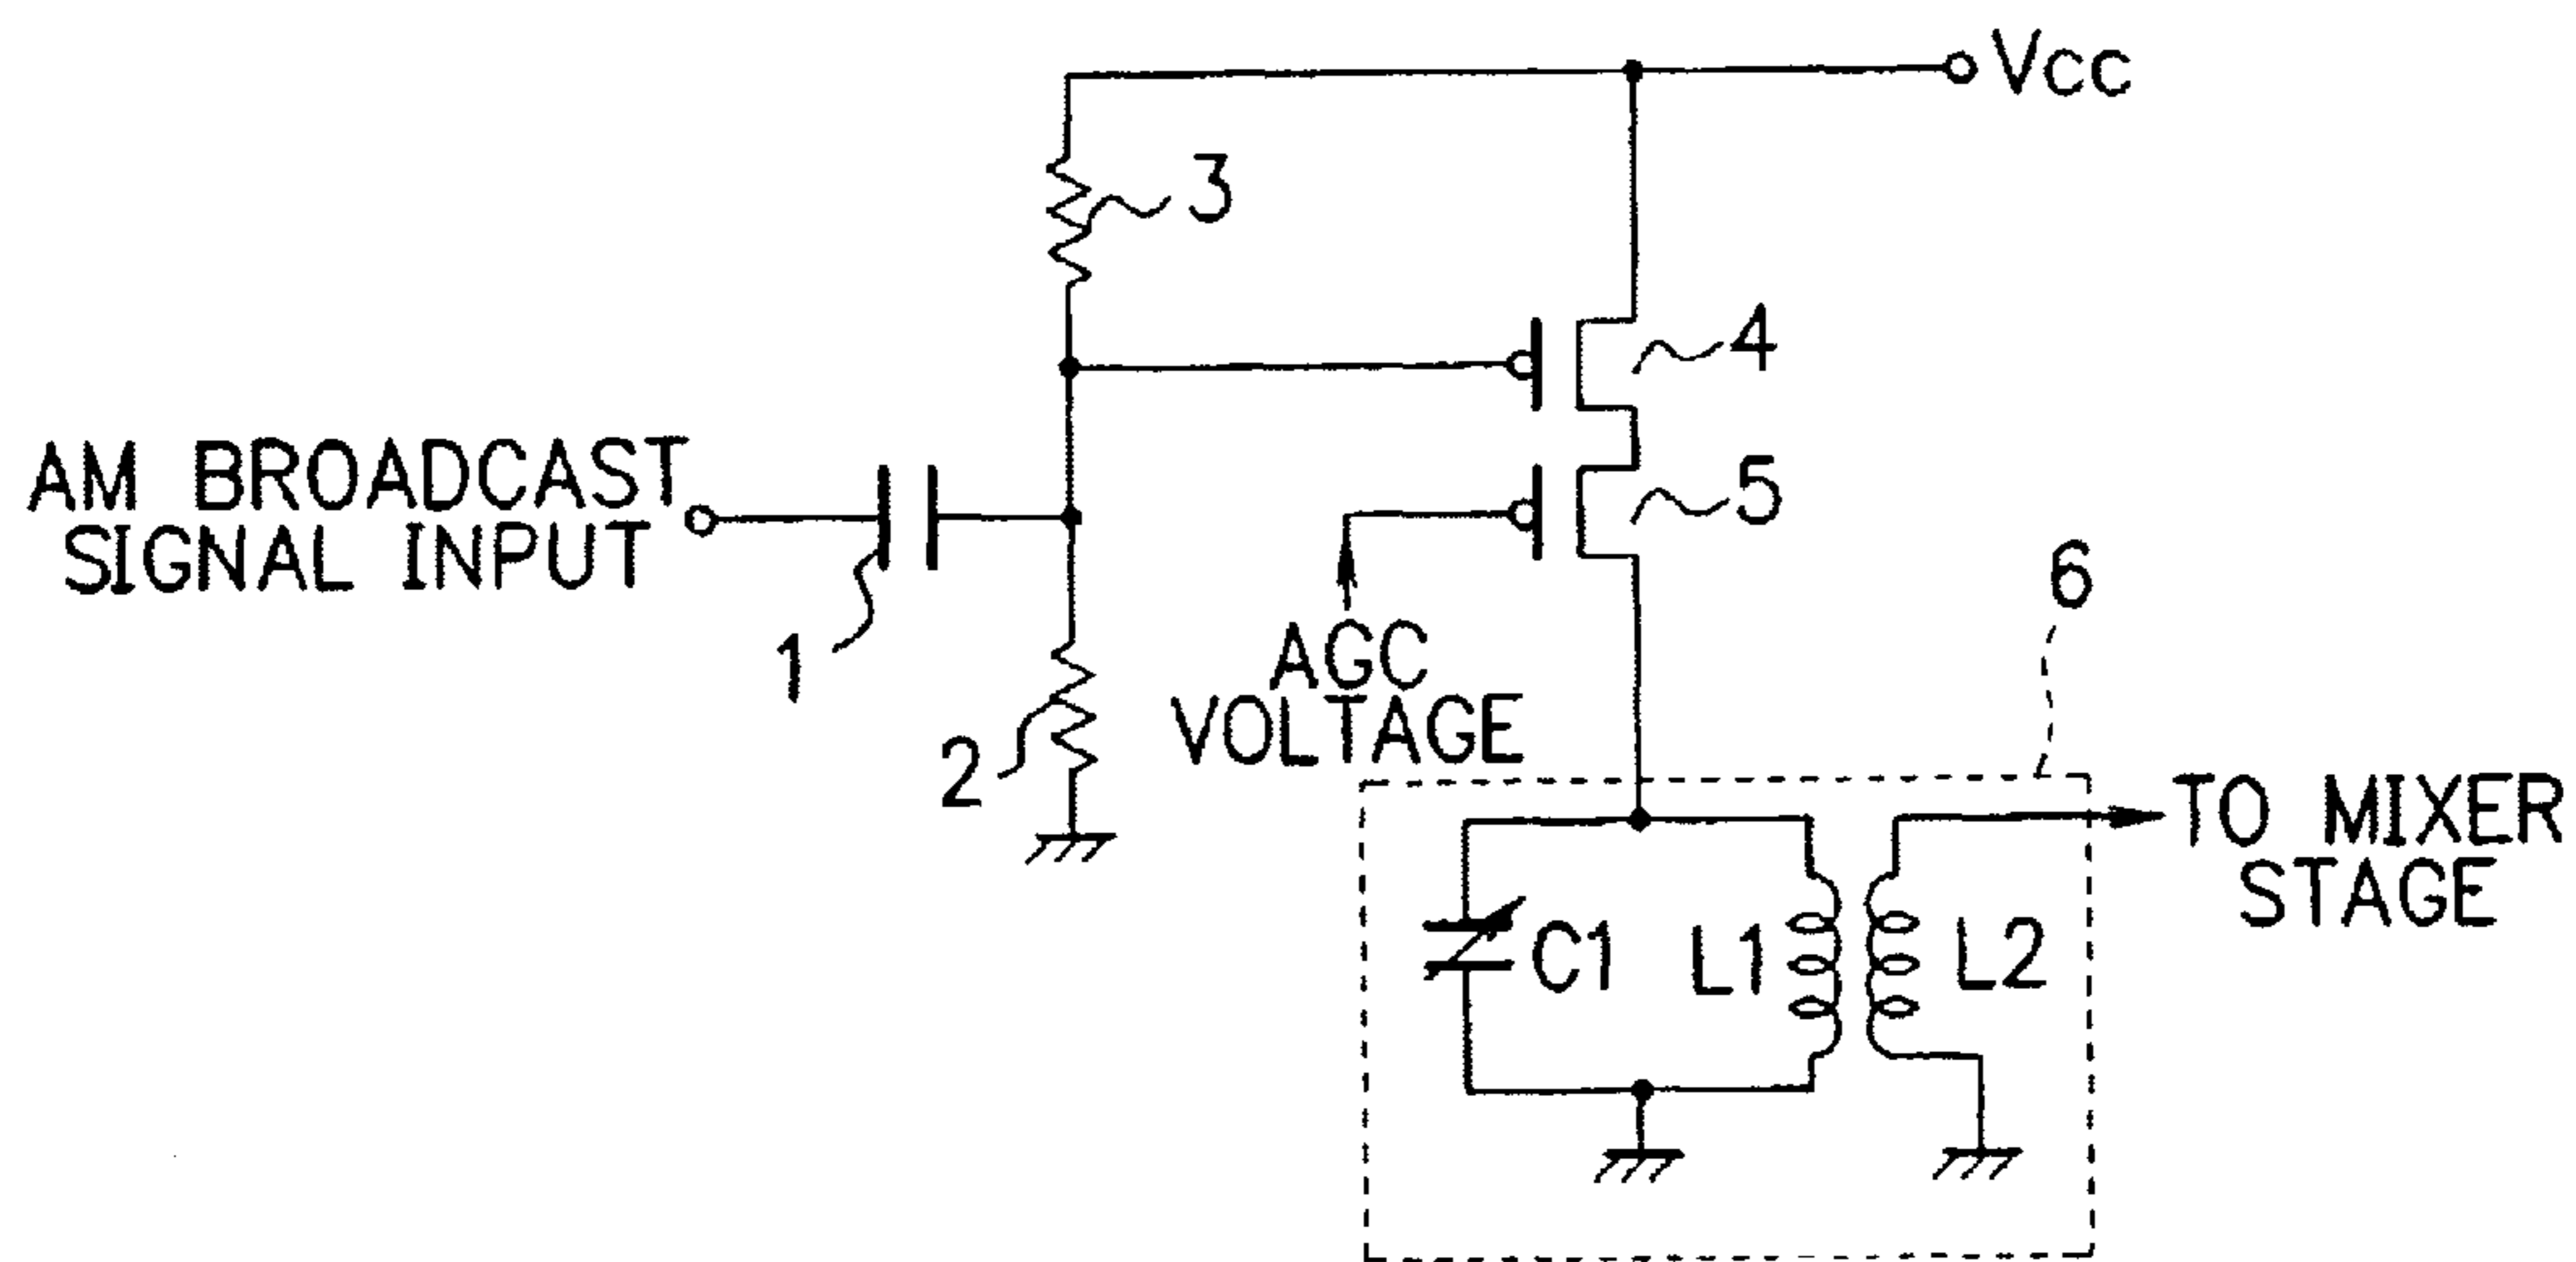 Vcc
3
4
AM BROADCAST
SIGNAL INPUT
5
1
AGC
VOLTAGE
6
2
TO MIXER
STAGE
C1
L1
L2